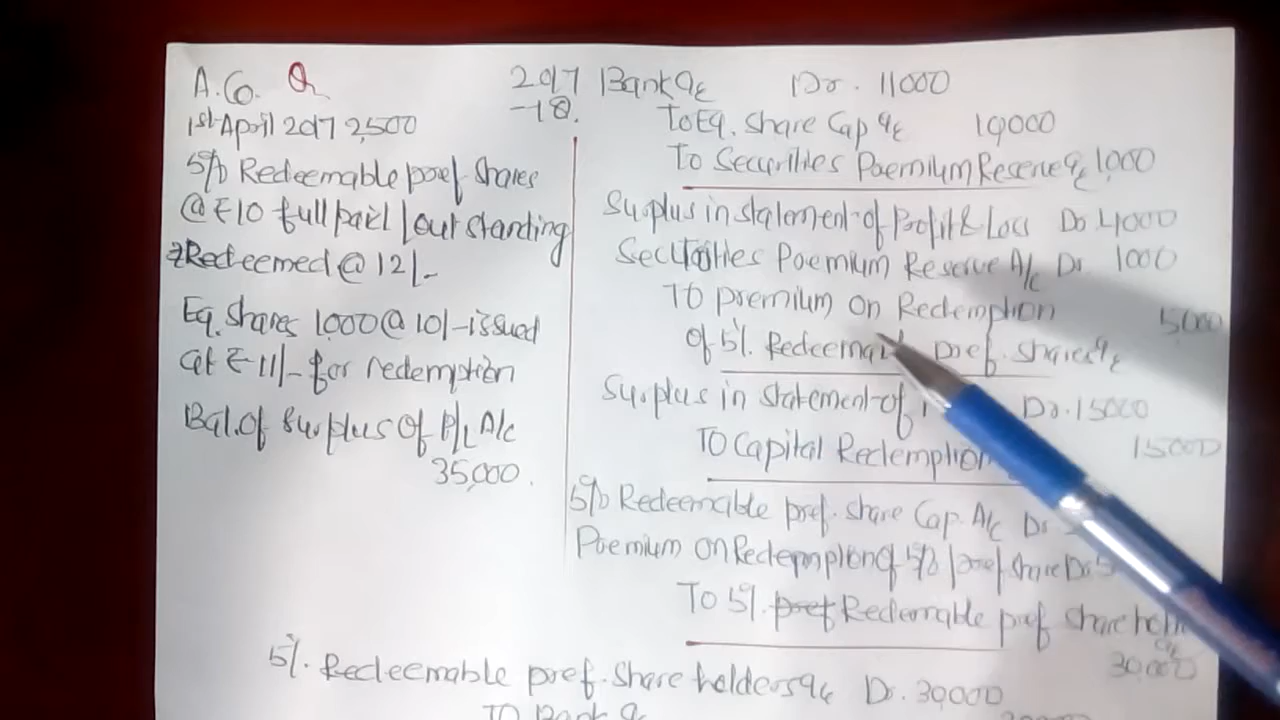 A. Co. Q
1st April 2017 2,500
5% Redeemable pref shares
@ ₹10 full paid / outstanding
Redeemed @ 12/-
Eq. Shares 1,000 @ 10/- issued
at ₹ 11/- for redemption
Bal. of Surplus of P/L A/c
35,000.
2017 Bank a/c Dr. 11000
-18.
To Eq. Share Cap a/c 10,000
To Securities Premium Reserve a/c 1,000
Surplus in statement of Profit & Loss Dr. 4000
Securities Premium Reserve A/c Dr. 1000
To premium on Redemption 5000
of 5% Redeemable pref. shares a/c
Surplus in statement of Dr. 15000
To Capital Redemption 15000
5% Redeemable pref. share Cap. A/c Dr
Premium on Redemption of 5% pref share Dr. 5
To 5% pref Redeemable pref share
a/c
30000
5%. Redeemable pref. Share holders a/c Dr. 30,000
To Bank a/c